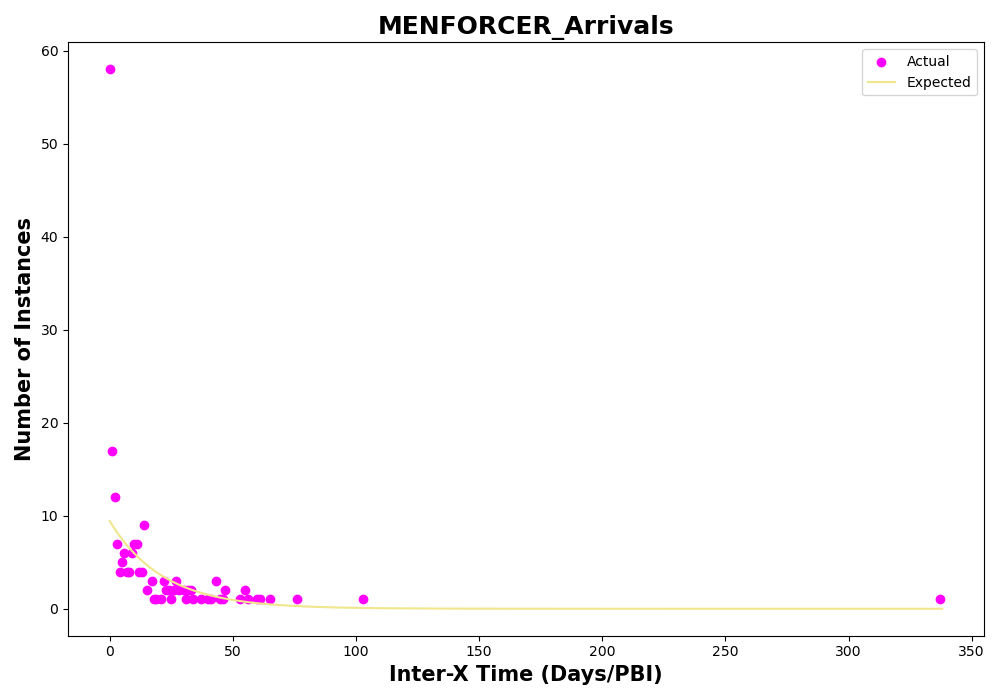 MENFORCER_Arrivals
Actual
Expected
Number of Instances
60
50
40
30
20
10
0
0 50 100 150 200 250 300 350
Inter-X Time (Days/PBI)